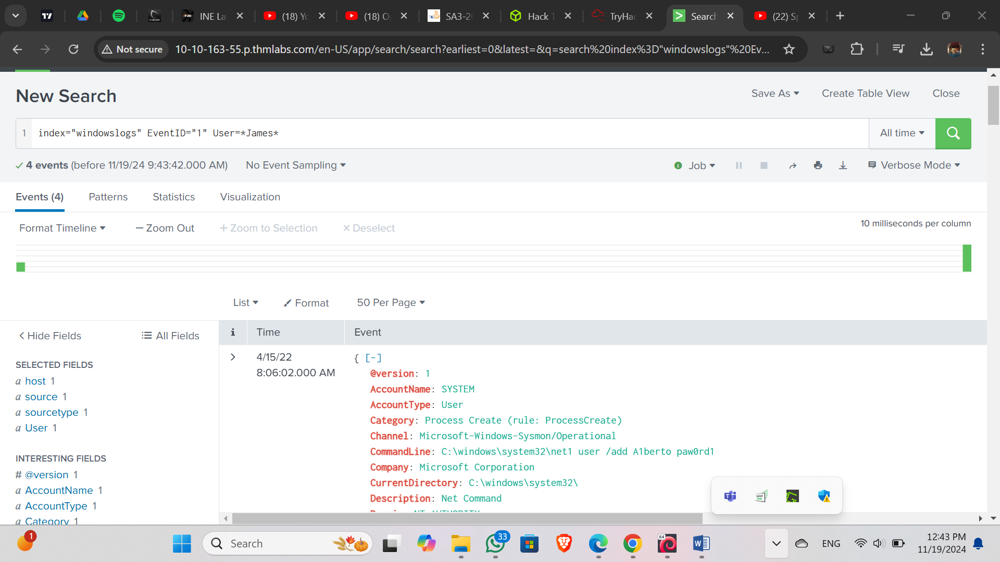 INE La
(18) Yo
(18) O
SA3-20
Hack T
TryHac
Search
(22) Sp
Not secure
10-10-163-55.p.thmlabs.com/en-US/app/search/search?earliest=0&latest=&q=search%20index%3D"windowslogs"%20Ev...
New Search
Save As
Create Table View
Close
1
index="windowslogs" EventID="1" User=*James*
All time
4 events (before 11/19/24 9:43:42.000 AM)
No Event Sampling
Job
Verbose Mode
Events (4)
Patterns
Statistics
Visualization
Format Timeline
— Zoom Out
+ Zoom to Selection
× Deselect
10 milliseconds per column
List
Format
50 Per Page
< Hide Fields
All Fields
i
Time
Event
SELECTED FIELDS
a host 1
a source 1
a sourcetype 1
a User 1
INTERESTING FIELDS
# @version 1
a AccountName 1
a AccountType 1
a Category 1
>
4/15/22
8:06:02.000 AM
{ [-]
@version: 1
AccountName: SYSTEM
AccountType: User
Category: Process Create (rule: ProcessCreate)
Channel: Microsoft-Windows-Sysmon/Operational
CommandLine: C:\windows\system32\net1 user /add A1berto paw0rd1
Company: Microsoft Corporation
CurrentDirectory: C:\windows\system32\
Description: Net Command
1
Search
33
64
ENG
12:43 PM
11/19/2024